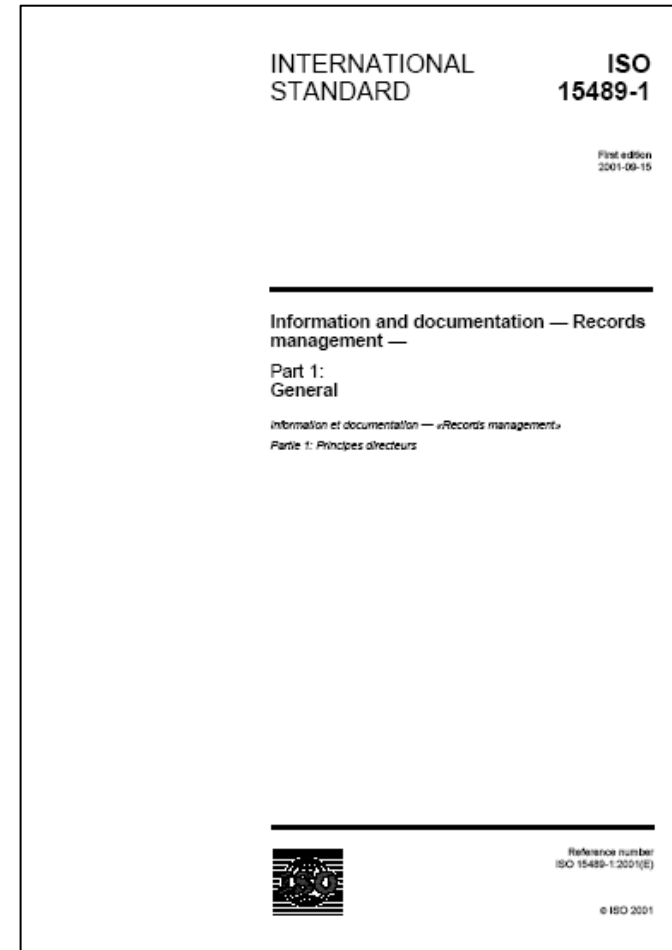 INTERNATIONAL
STANDARD
ISO
15489-1
First edition
2001-09-15
Information and documentation — Records
management —
Part 1:
General
Information et documentation — «Records management»
Partie 1: Principes directeurs
ISO
Reference number
ISO 15489-1:2001(E)
© ISO 2001